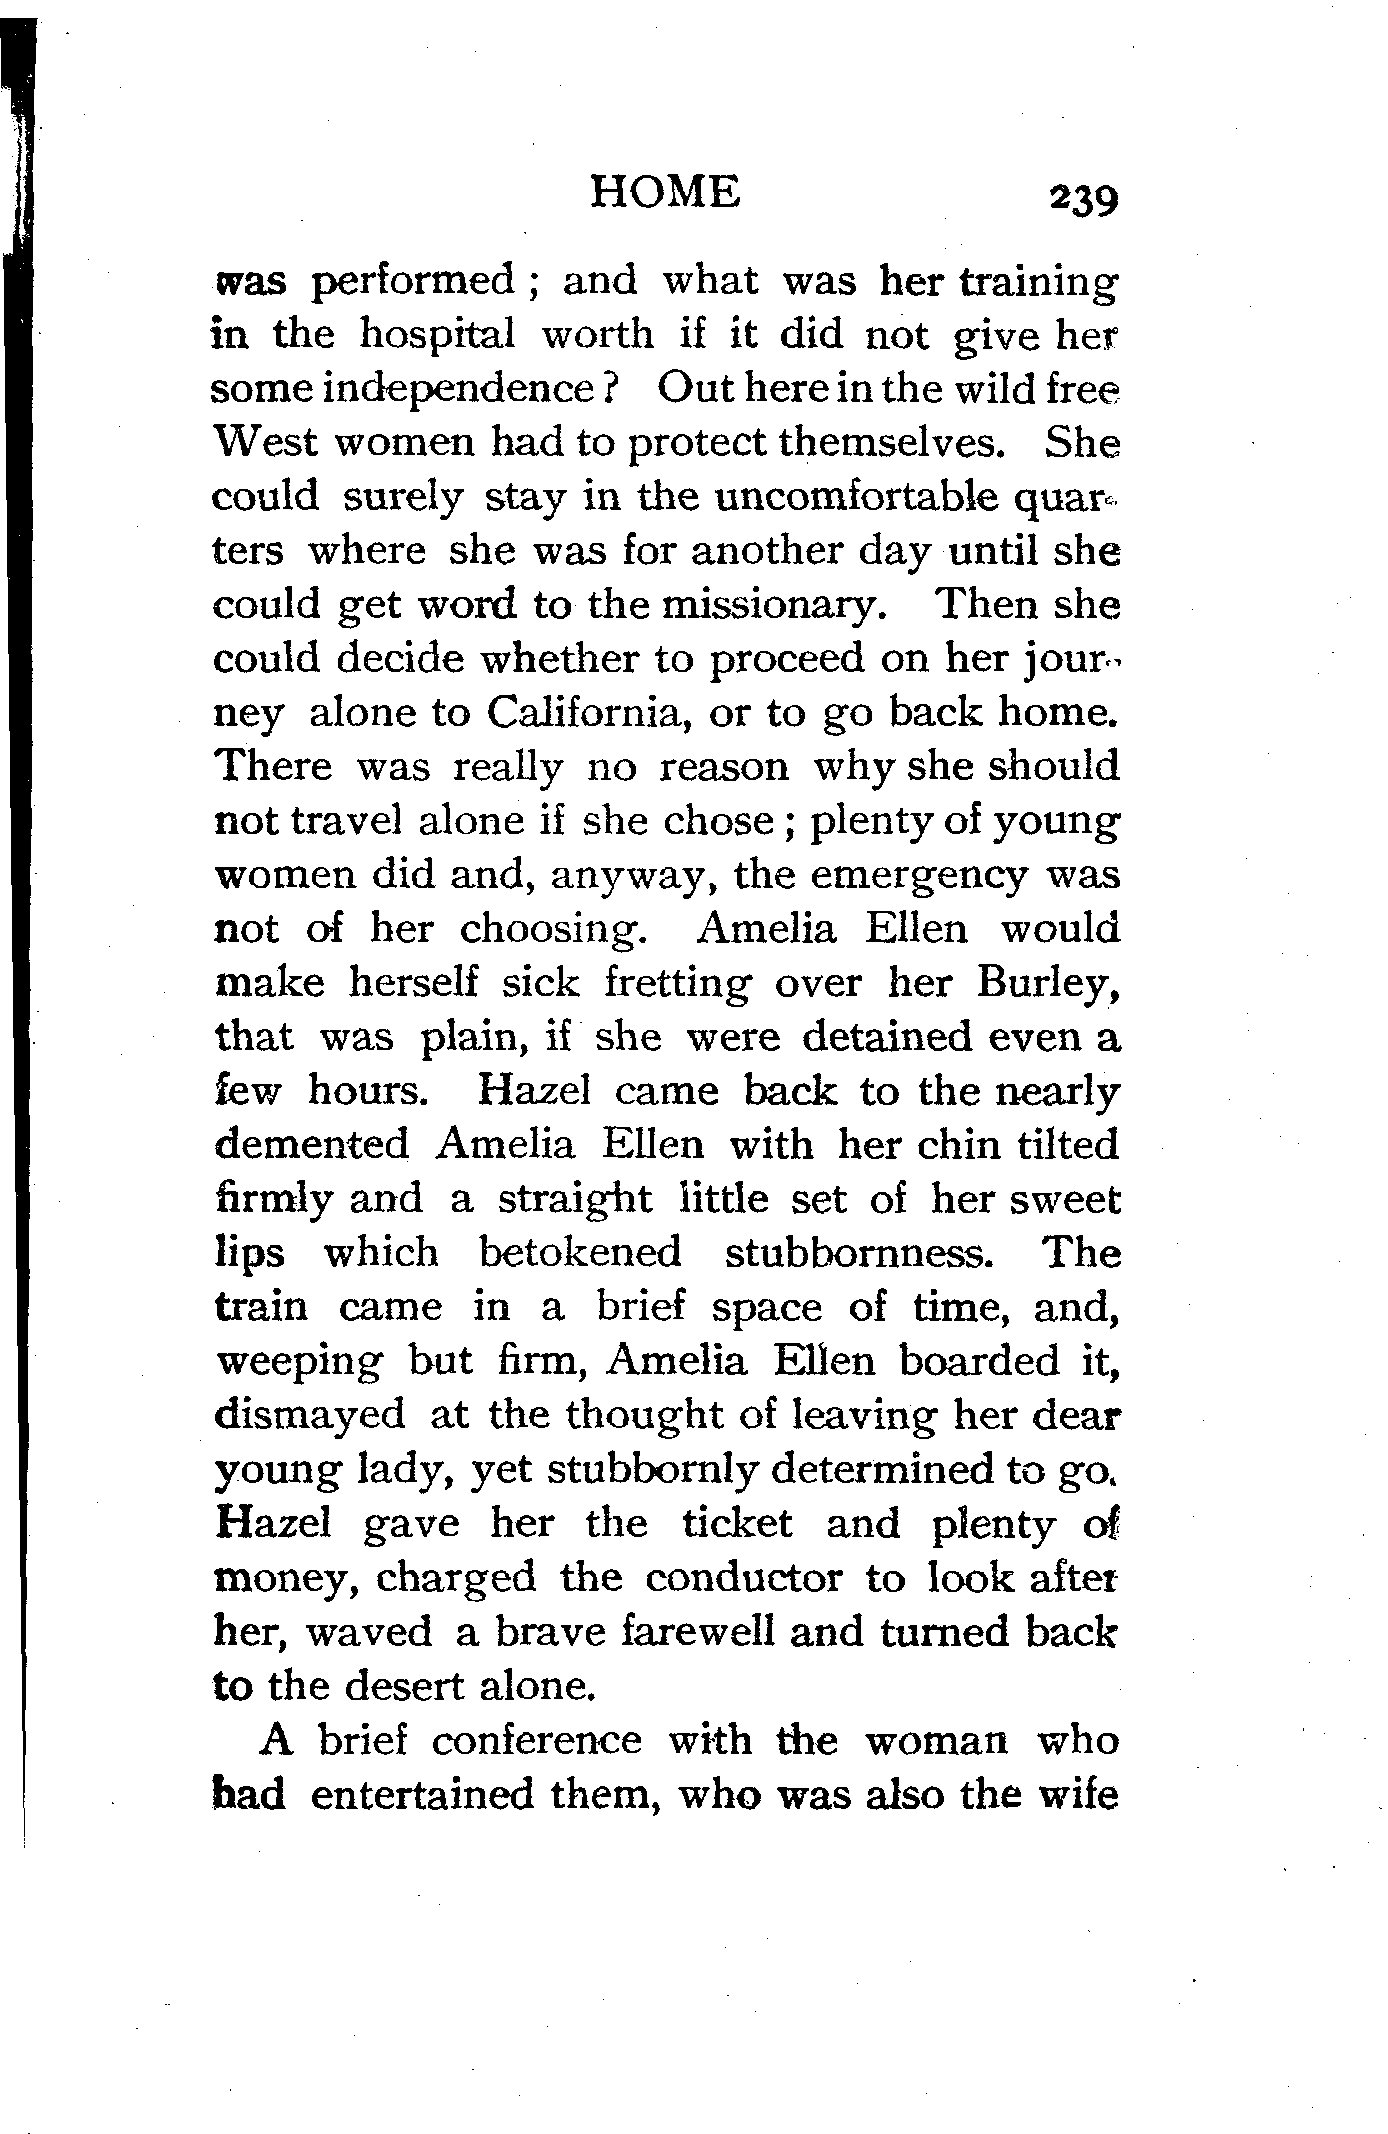 HOME 239
was performed ; and what was her training
in the hospital worth if it did not give her
some independence ? Out here in the wild free
West women had to protect themselves. She
could surely stay in the uncomfortable quar-
ters where she was for another day until she
could get word to the missionary. Then she
could decide whether to proceed on her jour-
ney alone to California, or to go back home.
There was really no reason why she should
not travel alone if she chose ; plenty of young
women did and, anyway, the emergency was
not of her choosing. Amelia Ellen would
make herself sick fretting over her Burley,
that was plain, if she were detained even a
few hours. Hazel came back to the nearly
demented Amelia Ellen with her chin tilted
firmly and a straight little set of her sweet
lips which betokened stubbornness. The
train came in a brief space of time, and,
weeping but firm, Amelia Ellen boarded it,
dismayed at the thought of leaving her dear
young lady, yet stubbornly determined to go.
Hazel gave her the ticket and plenty of
money, charged the conductor to look after
her, waved a brave farewell and turned back
to the desert alone.
A brief conference with the woman who
had entertained them, who was also the wife